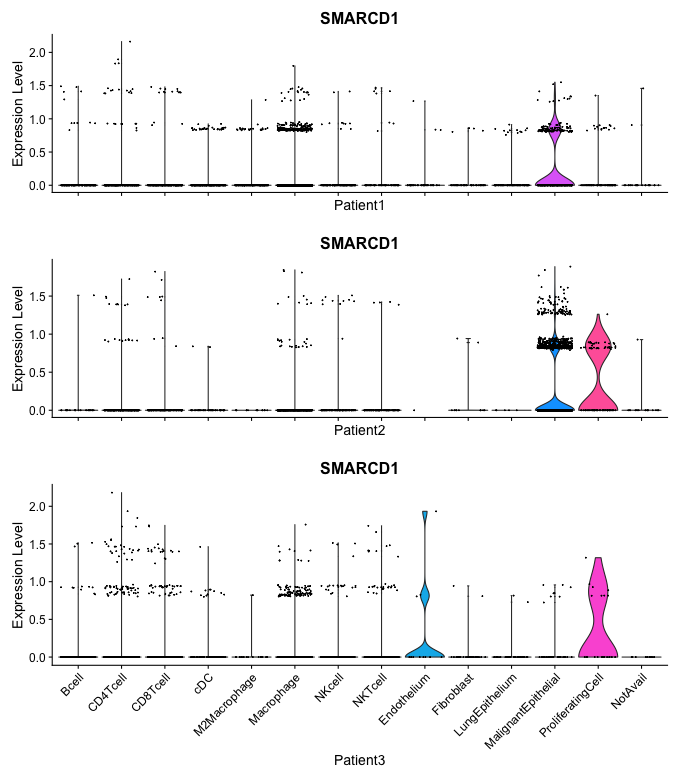 SMARCD1
Expression Level
2.0
1.5
1.0
0.5
0.0
Patient1
SMARCD1
Expression Level
1.5
1.0
0.5
0.0
Patient2
SMARCD1
Expression Level
2.0
1.5
1.0
0.5
0.0
Bcell
CD4Tcell
CD8Tcell
cDC
M2Macrophage
Macrophage
NKcell
NKTcell
Endothelium
Fibroblast
LungEpithelium
MalignantEpithelial
ProliferatingCell
NotAvail
Patient3